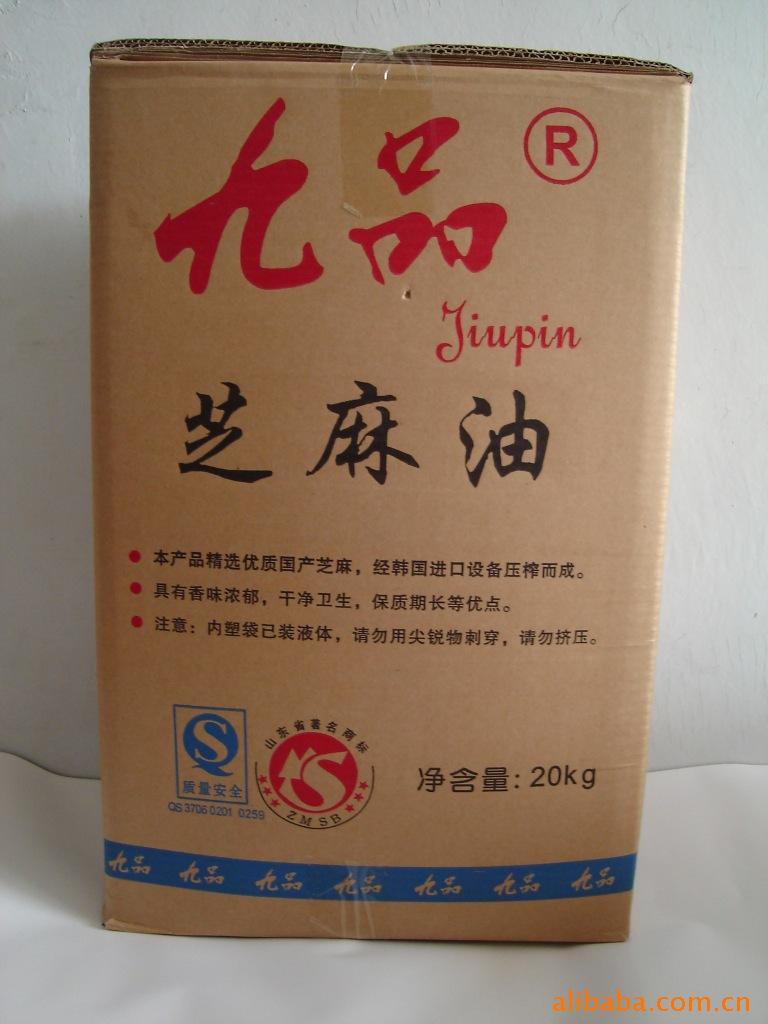 九品 ®
Jiupin
芝麻油
本产品精选优质国产芝麻，经韩国进口设备压榨而成。
具有香味浓郁，干净卫生，保质期长等优点。
注意：内塑袋已装液体，请勿用尖锐物刺穿，请勿挤压。
QS
质量安全
QS 3706 0201 0259
山东省著名商标
ZMSB
净含量：20kg
九品 九品 九品 九品 九品 九品 九品
alibaba.com.cn